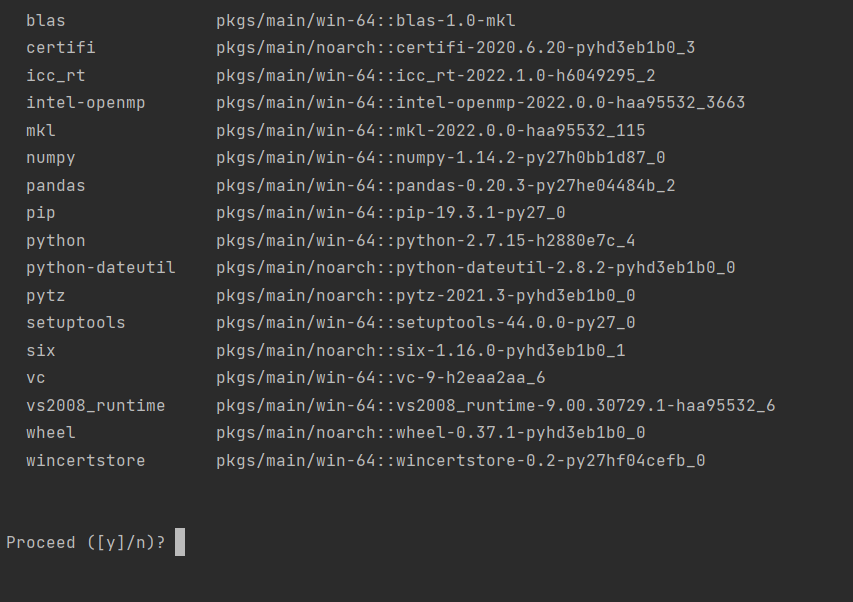 blas pkgs/main/win-64::blas-1.0-mkl
certifi pkgs/main/noarch::certifi-2020.6.20-pyhd3eb1b0_3
icc_rt pkgs/main/win-64::icc_rt-2022.1.0-h6049295_2
intel-openmp pkgs/main/win-64::intel-openmp-2022.0.0-haa95532_3663
mkl pkgs/main/win-64::mkl-2022.0.0-haa95532_115
numpy pkgs/main/win-64::numpy-1.14.2-py27h0bb1d87_0
pandas pkgs/main/win-64::pandas-0.20.3-py27he04484b_2
pip pkgs/main/win-64::pip-19.3.1-py27_0
python pkgs/main/win-64::python-2.7.15-h2880e7c_4
python-dateutil pkgs/main/noarch::python-dateutil-2.8.2-pyhd3eb1b0_0
pytz pkgs/main/noarch::pytz-2021.3-pyhd3eb1b0_0
setuptools pkgs/main/win-64::setuptools-44.0.0-py27_0
six pkgs/main/noarch::six-1.16.0-pyhd3eb1b0_1
vc pkgs/main/win-64::vc-9-h2eaa2aa_6
vs2008_runtime pkgs/main/win-64::vs2008_runtime-9.00.30729.1-haa95532_6
wheel pkgs/main/noarch::wheel-0.37.1-pyhd3eb1b0_0
wincertstore pkgs/main/win-64::wincertstore-0.2-py27hf04cefb_0
Proceed ([y]/n)?